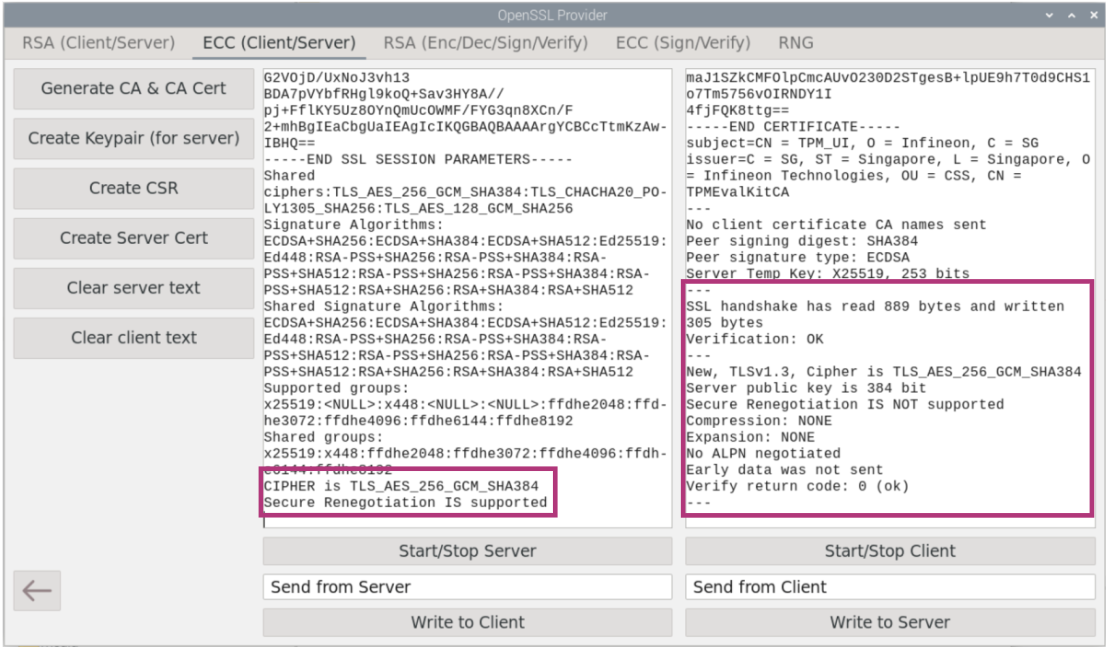 OpenSSL Provider
RSA (Client/Server)
ECC (Client/Server)
RSA (Enc/Dec/Sign/Verify)
ECC (Sign/Verify)
RNG
Generate CA & CA Cert
Create Keypair (for server)
Create CSR
Create Server Cert
Clear server text
Clear client text
G2VOjD/UxNoJ3vh13
BDA7pVYbfRHgl9koQ+Sav3HY8A//
pj+FflKY5Uz8OYnQmUcOWMF/FYG3qn8XCn/F
2+mhBgIEaCbgUaIEAgIcIKQGBAQBAAAArgYCBCcTtmKzAw-
IBHQ==
-----END SSL SESSION PARAMETERS-----
Shared
ciphers:TLS_AES_256_GCM_SHA384:TLS_CHACHA20_PO-
LY1305_SHA256:TLS_AES_128_GCM_SHA256
Signature Algorithms:
ECDSA+SHA256:ECDSA+SHA384:ECDSA+SHA512:Ed25519:
Ed448:RSA-PSS+SHA256:RSA-PSS+SHA384:RSA-
PSS+SHA512:RSA-PSS+SHA256:RSA-PSS+SHA384:RSA-
PSS+SHA512:RSA+SHA256:RSA+SHA384:RSA+SHA512
Shared Signature Algorithms:
ECDSA+SHA256:ECDSA+SHA384:ECDSA+SHA512:Ed25519:
Ed448:RSA-PSS+SHA256:RSA-PSS+SHA384:RSA-
PSS+SHA512:RSA-PSS+SHA256:RSA-PSS+SHA384:RSA-
PSS+SHA512:RSA+SHA256:RSA+SHA384:RSA+SHA512
Supported groups:
x25519:<NULL>:x448:<NULL>:<NULL>:ffdhe2048:ffd-
he3072:ffdhe4096:ffdhe6144:ffdhe8192
Shared groups:
x25519:x448:ffdhe2048:ffdhe3072:ffdhe4096:ffdh-
e6144:ffdhe8192
CIPHER is TLS_AES_256_GCM_SHA384
Secure Renegotiation IS supported
Start/Stop Server
Send from Server
Write to Client
maJ1SZkCMFOlpCmcAUvO230D2STgesB+lpUE9h7T0d9CHS1
o7Tm5756vOIRNDY1I
4fjFQK8ttg==
-----END CERTIFICATE-----
subject=CN = TPM_UI, O = Infineon, C = SG
issuer=C = SG, ST = Singapore, L = Singapore, O
= Infineon Technologies, OU = CSS, CN =
TPMEvalKitCA
---
No client certificate CA names sent
Peer signing digest: SHA384
Peer signature type: ECDSA
Server Temp Key: X25519, 253 bits
---
SSL handshake has read 889 bytes and written
305 bytes
Verification: OK
---
New, TLSv1.3, Cipher is TLS_AES_256_GCM_SHA384
Server public key is 384 bit
Secure Renegotiation IS NOT supported
Compression: NONE
Expansion: NONE
No ALPN negotiated
Early data was not sent
Verify return code: 0 (ok)
---
Start/Stop Client
Send from Client
Write to Server